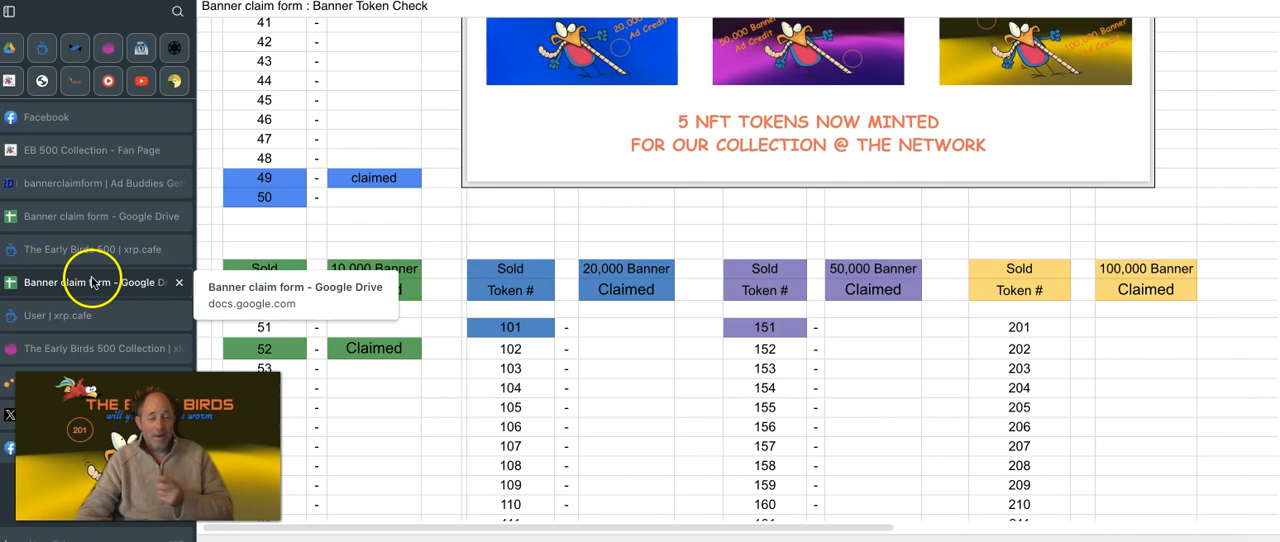 Banner claim form : Banner Token Check
Facebook
EB 500 Collection - Fan Page
bannerclaimform | Ad Buddies Get
Banner claim form - Google Drive
The Early Birds 500 | xrp.cafe
Banner claim form - Google Dr
User | xrp.cafe
The Early Birds 500 Collection | x
Banner claim form - Google Drive
docs.google.com
THE BIRDS
will y worm
201
41 -
42 -
43 -
44 -
45 -
46 -
47 -
48 -
49 - claimed
50 -
20,000 Banner
Ad Credit
50,000 Banner
Ad Credit
100,000 Banner
Ad Credit
5 NFT TOKENS NOW MINTED
FOR OUR COLLECTION @ THE NETWORK
Sold 10,000 Banner Sold 20,000 Banner Sold 50,000 Banner Sold 100,000 Banner
Token # Claimed Token # Claimed Token # Claimed
51 - 101 - 151 - 201
52 - Claimed 102 - 152 - 202
53 103 - 153 - 203
104 - 154 - 204
105 - 155 - 205
106 - 156 - 206
107 - 157 - 207
108 - 158 - 208
109 - 159 - 209
110 - 160 - 210